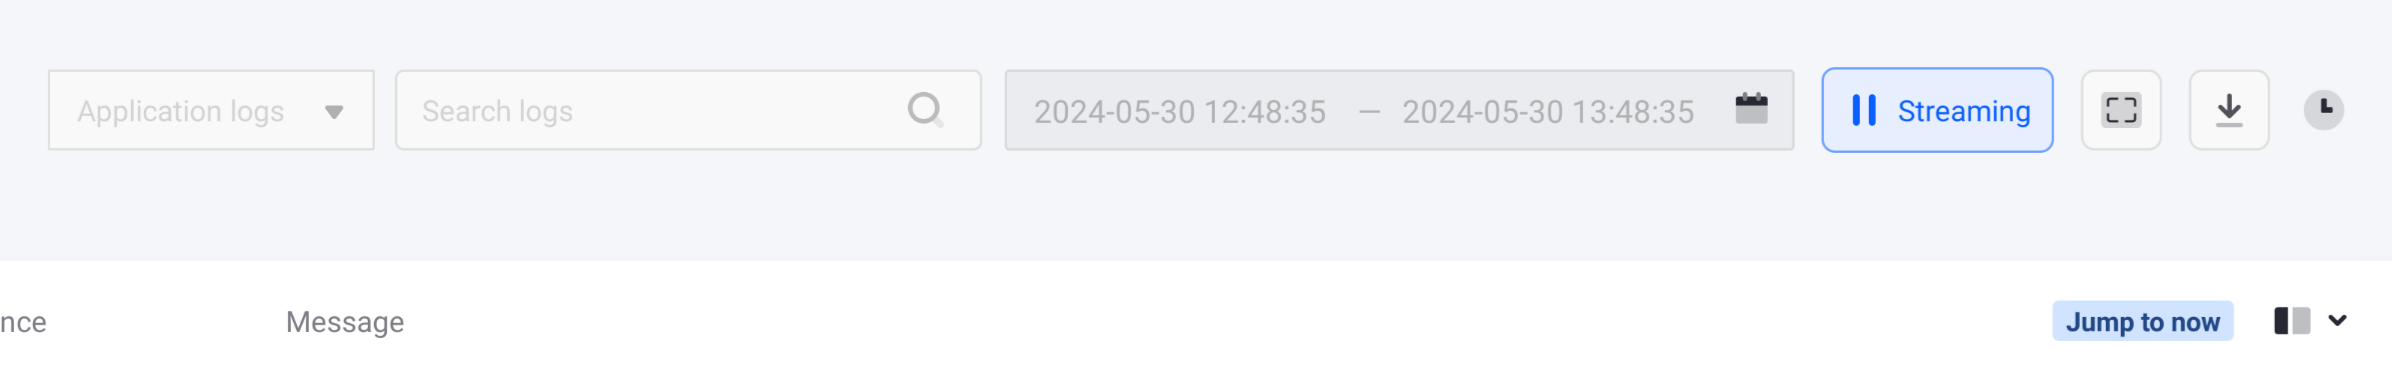 Application logs
Search logs
2024-05-30 12:48:35 — 2024-05-30 13:48:35
Streaming
nce
Message
Jump to now